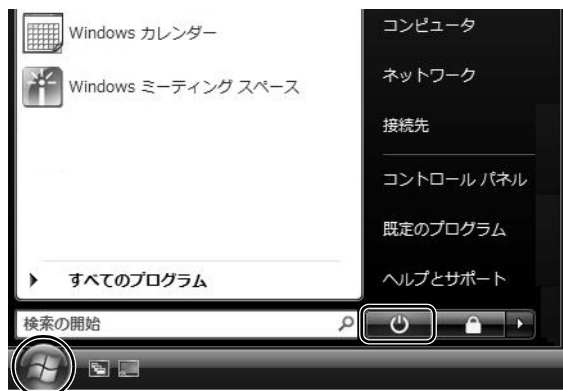 Windows カレンダー
Windows ミーティング スペース
すべてのプログラム
検索の開始
コンピュータ
ネットワーク
接続先
コントロール パネル
既定のプログラム
ヘルプとサポート